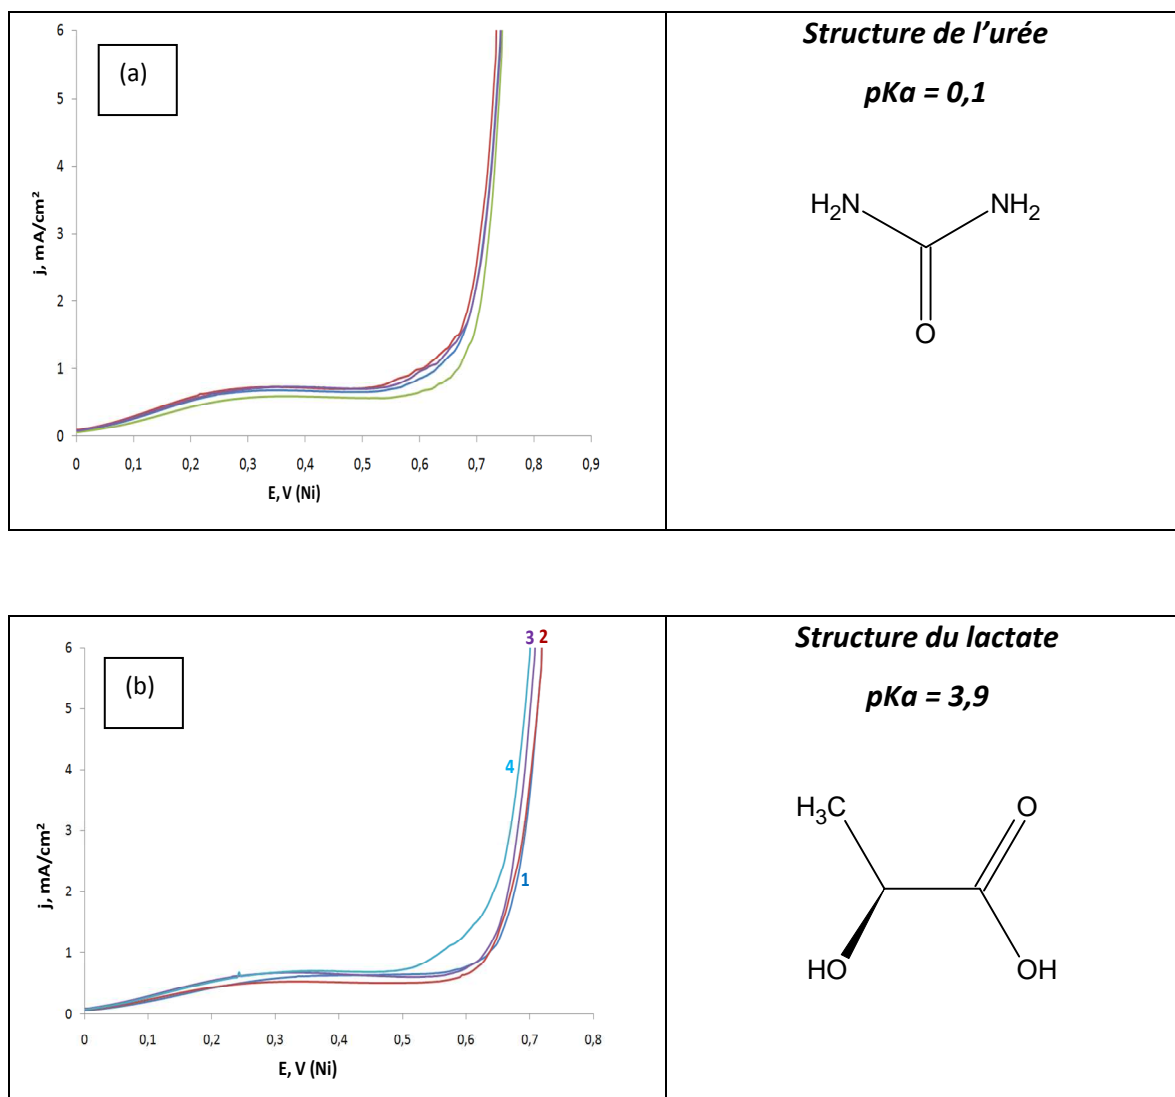 (a)
6
5
4
3
2
1
0
j, mA/cm²
0 0,1 0,2 0,3 0,4 0,5 0,6 0,7 0,8 0,9
E, V (Ni)
Structure de l'urée
pKa = 0,1
H₂N NH₂
O
(b)
3 2
4
1
6
5
4
3
2
1
0
j, mA/cm²
0 0,1 0,2 0,3 0,4 0,5 0,6 0,7 0,8
E, V (Ni)
Structure du lactate
pKa = 3,9
H₃C O
HO OH